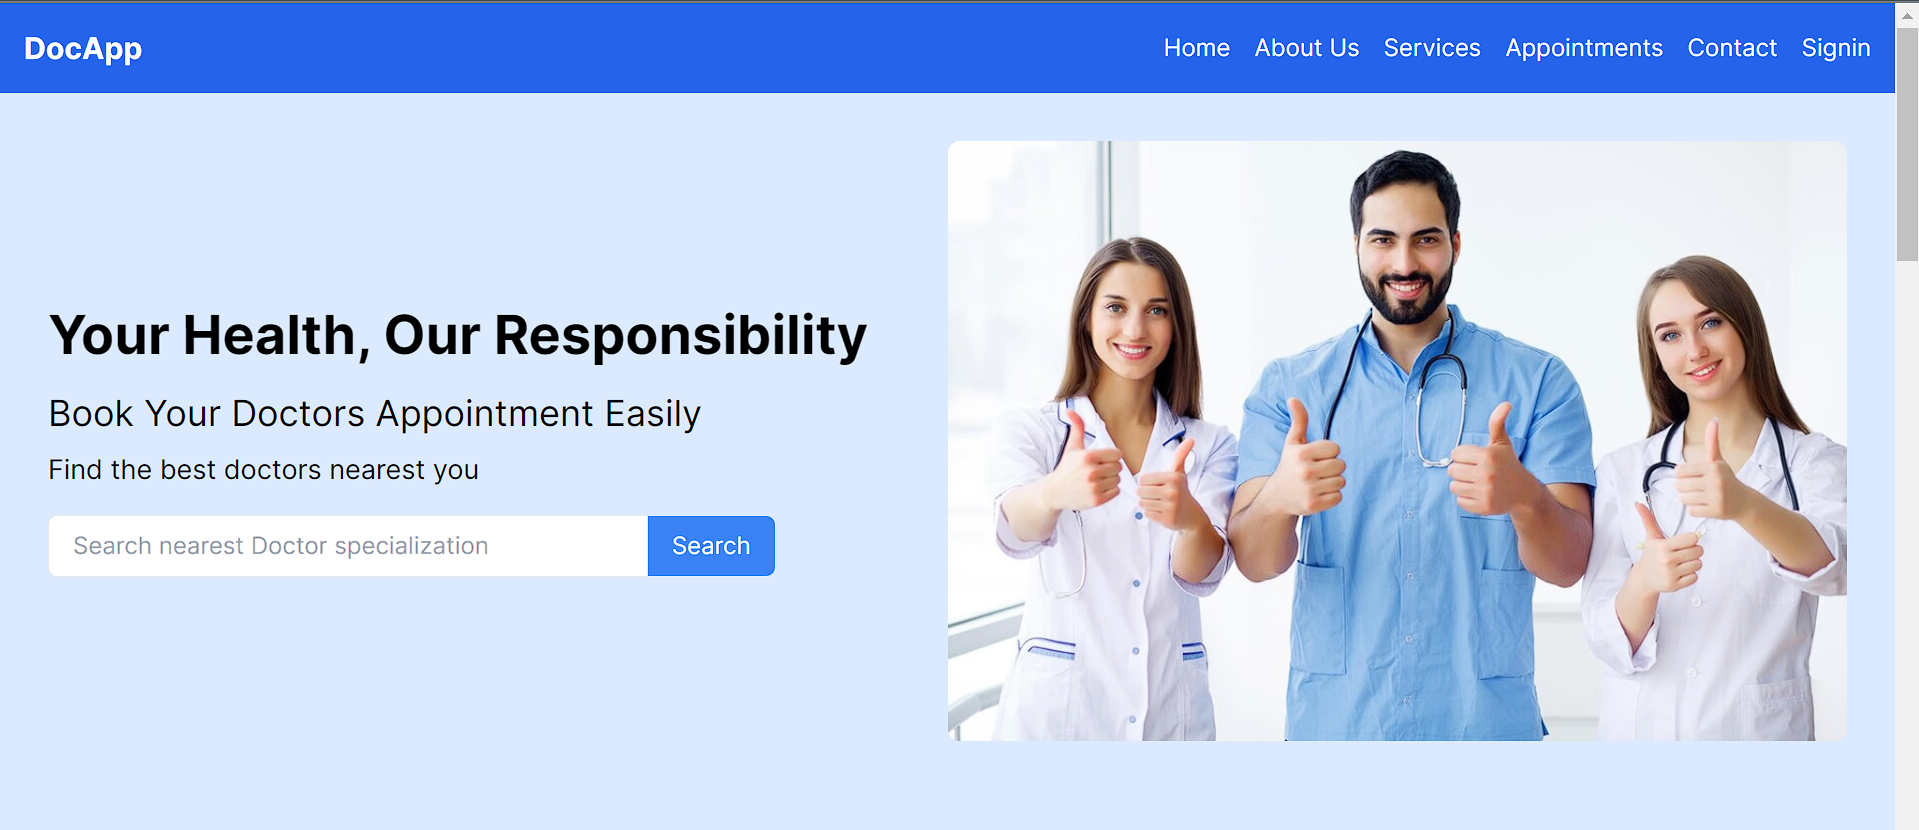 DocApp
Home About Us Services Appointments Contact Signin
Your Health, Our Responsibility
Book Your Doctors Appointment Easily
Find the best doctors nearest you
Search nearest Doctor specialization
Search